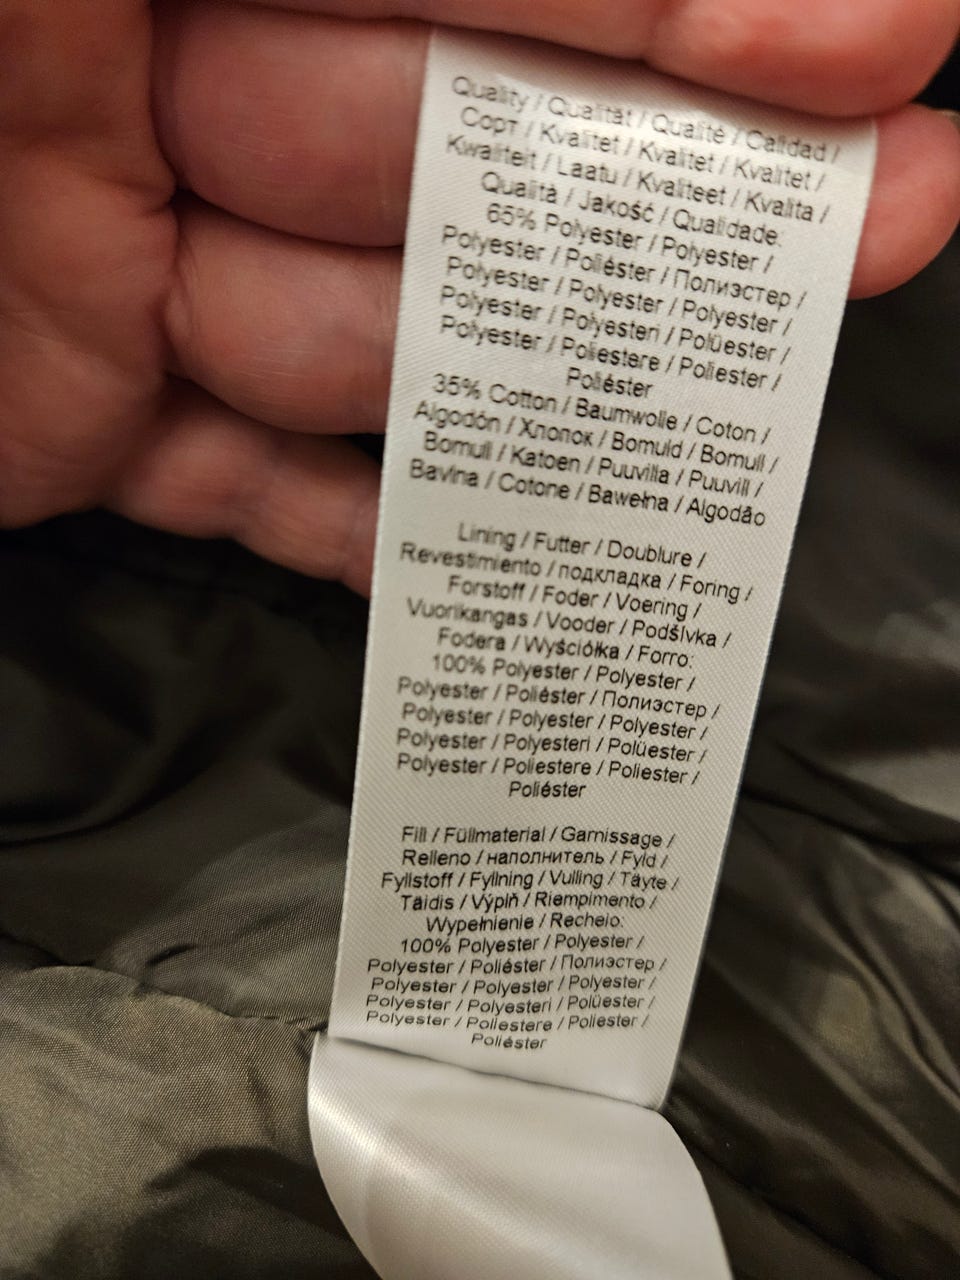 Quality / Qualität / Qualité / Calidad /
Сорт / Kvalitet / Kvalitet / Kvalitet /
Kwaliteit / Laatu / Kvaliteet / Kvalita /
Qualità / Jakość / Qualidade:
65% Polyester / Polyester /
Polyester / Poliéster / Полиэстер /
Polyester / Polyester / Polyester /
Polyester / Polyesteri / Polüester /
Polyester / Poliestere / Poliester /
Poliéster
35% Cotton / Baumwolle / Coton /
Algodón / Хлопок / Bomuld / Bomull /
Bomull / Katoen / Puuvilla / Puuvill /
Bavlna / Cotone / Bawełna / Algodão
Lining / Futter / Doublure /
Revestimiento / подкладка / Foring /
Forstoff / Foder / Voering /
Vuorikangas / Vooder / Podšívka /
Fodera / Wyściółka / Forro:
100% Polyester / Polyester /
Polyester / Poliéster / Полиэстер /
Polyester / Polyester / Polyester /
Polyester / Polyesteri / Polüester /
Polyester / Poliestere / Poliester /
Poliéster
Fill / Füllmaterial / Garnissage /
Relleno / наполнитель / Fyld /
Fyllstoff / Fyllning / Vulling / Täyte /
Täidis / Výplň / Riempimento /
Wypełnienie / Recheio:
100% Polyester / Polyester /
Polyester / Poliéster / Полиэстер /
Polyester / Polyester / Polyester /
Polyester / Polyesteri / Polüester /
Polyester / Poliestere / Poliester /
Poliéster